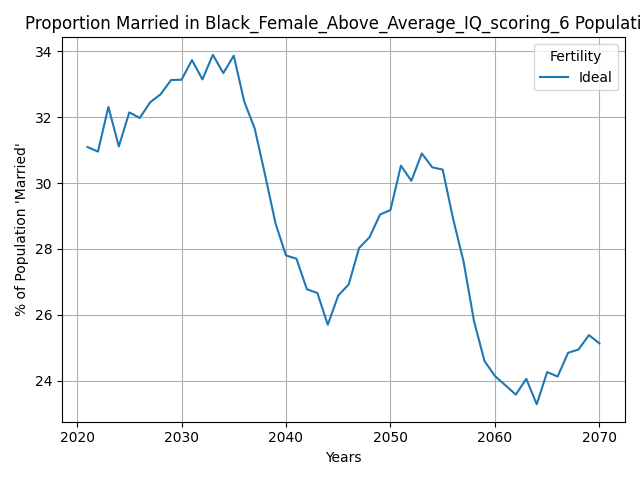 Proportion Married in Black_Female_Above_Average_IQ_scoring_6 Populati
34
32
30
28
26
24
% of Population 'Married'
Fertility
Ideal
2020 2030 2040 2050 2060 2070
Years